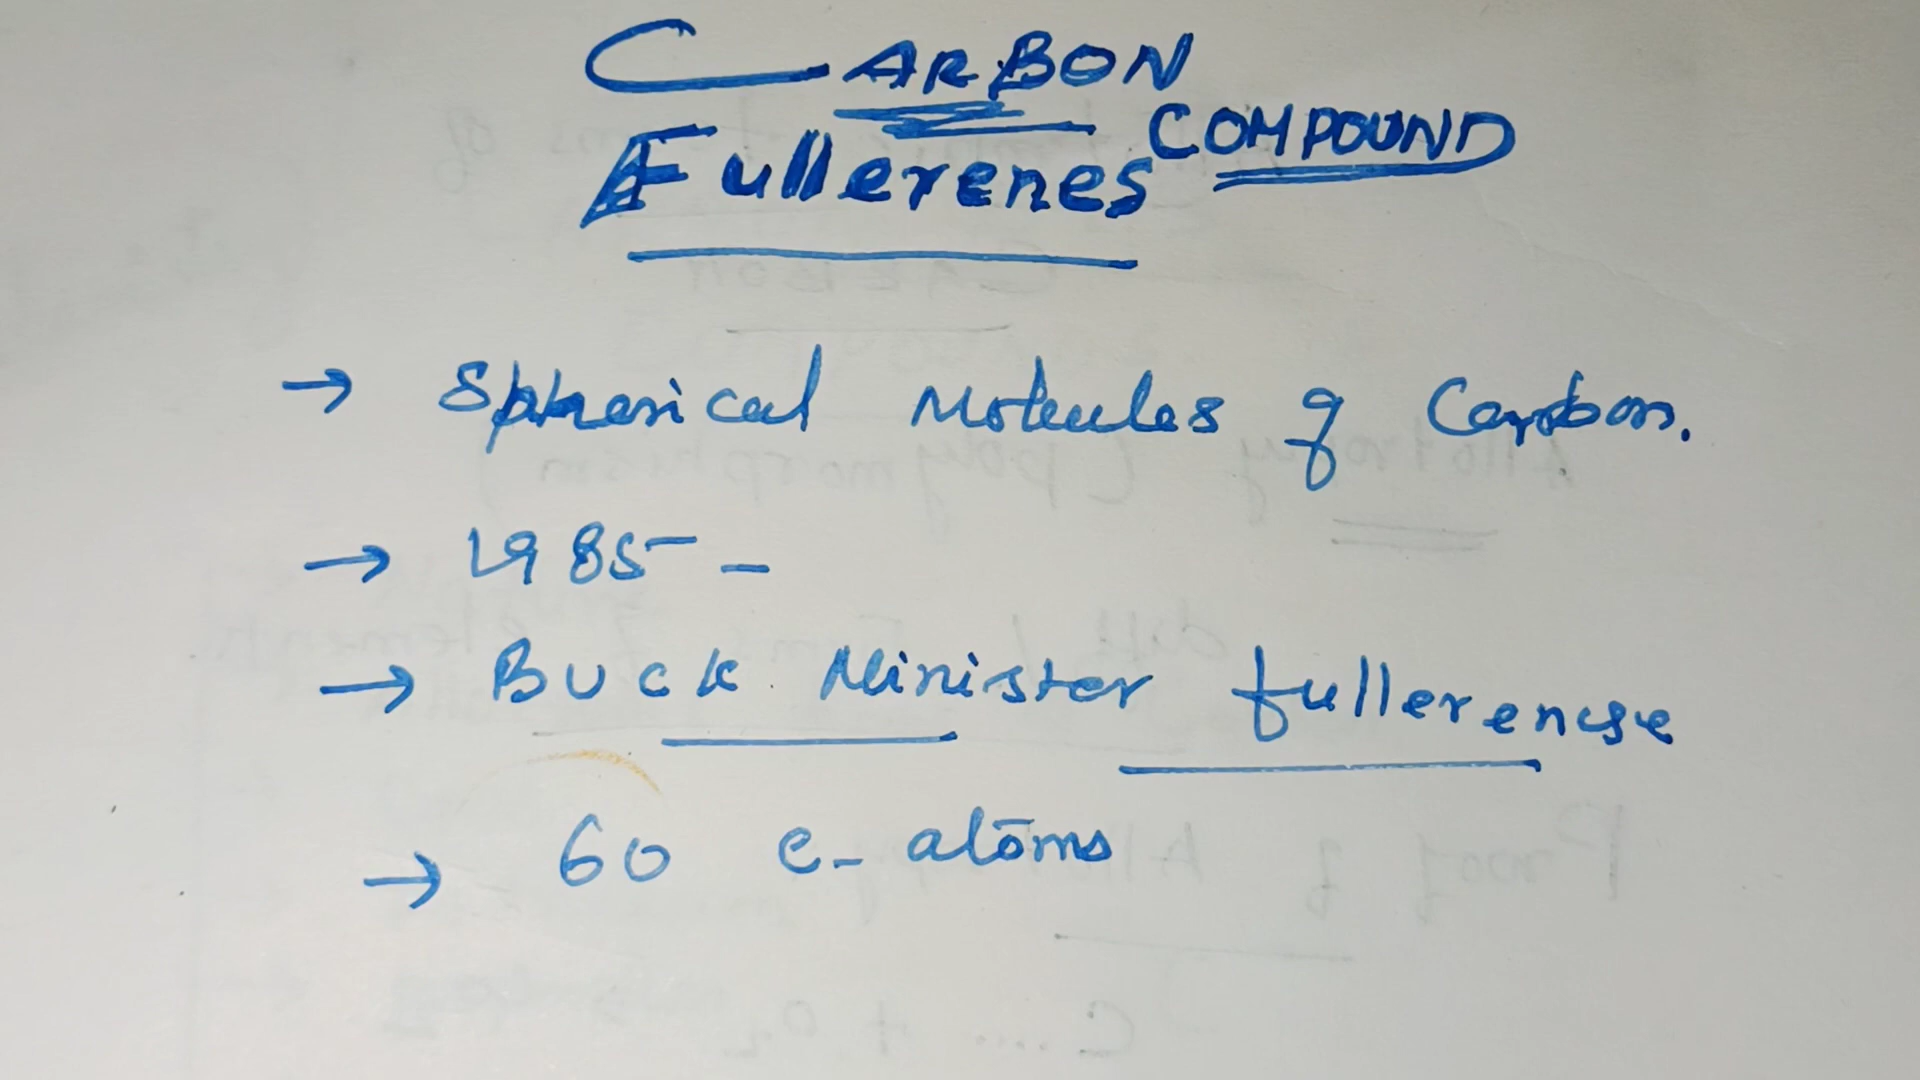 CARBON
COMPOUND
Fullerenes
→ Spherical Molecules of Carbon.
→ 1985 -
→ Buck Minister fullerense
→ 60 c- atoms